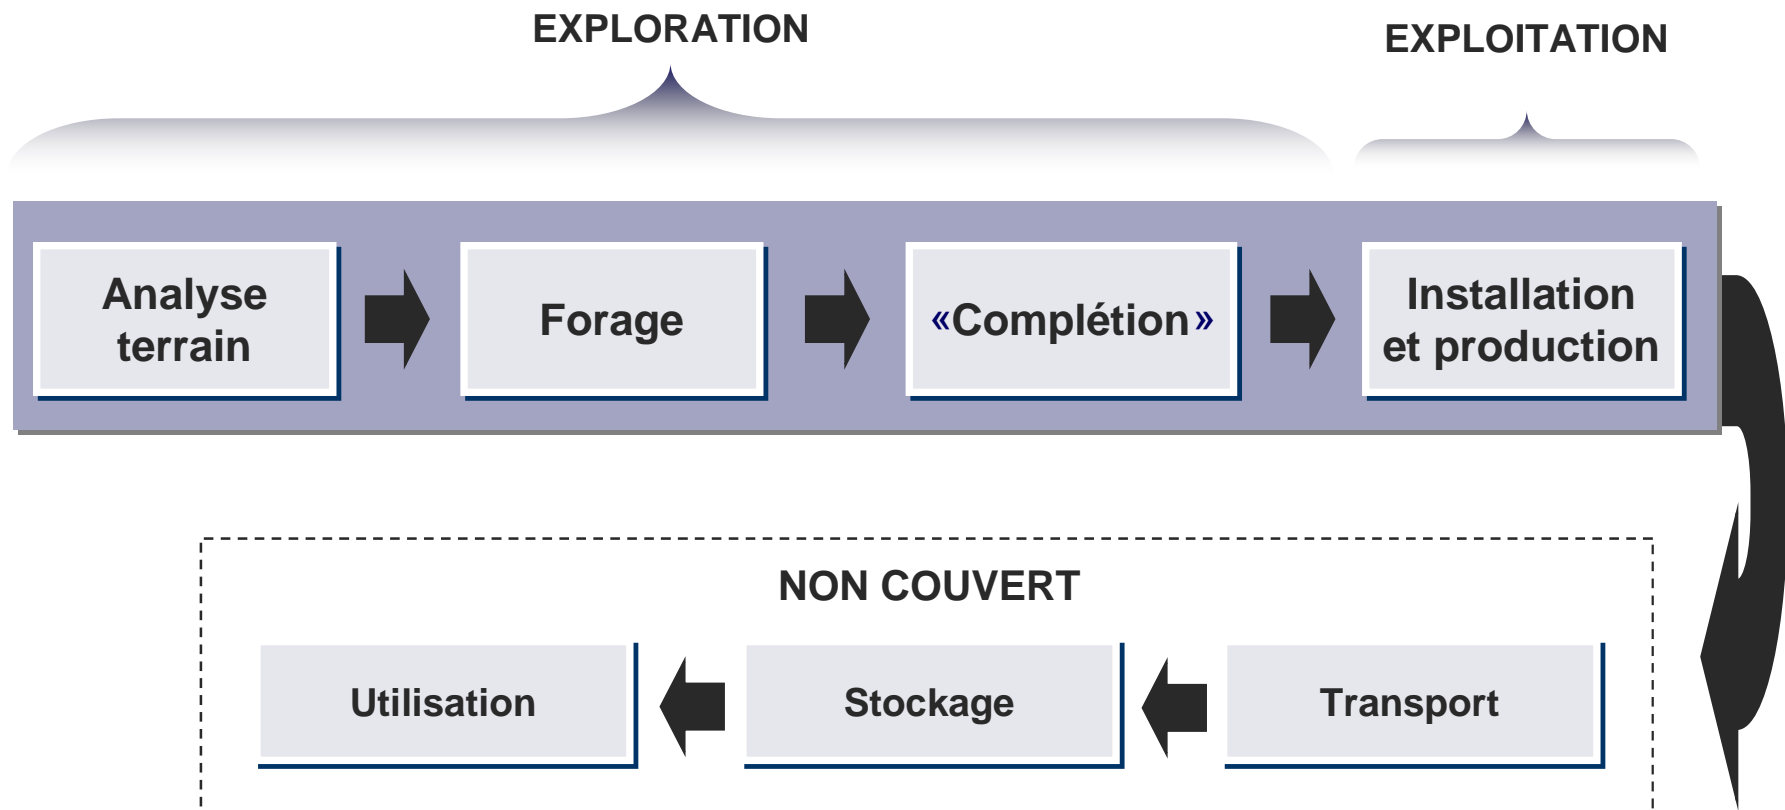 EXPLORATION
EXPLOITATION
Analyse
terrain
Forage
«Complétion»
Installation
et production
NON COUVERT
Utilisation
Stockage
Transport